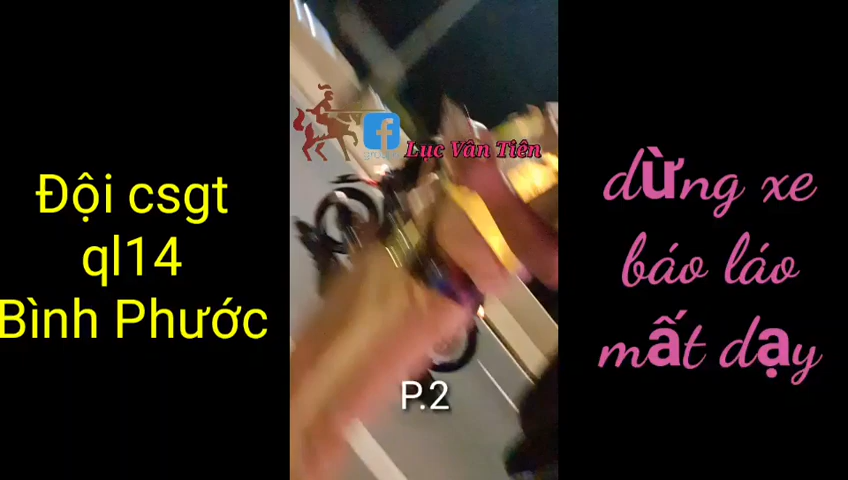 Đội csgt
ql14
Bình Phước
Lục Vân Tiên
P.2
dừng xe
báo láo
mất dạy